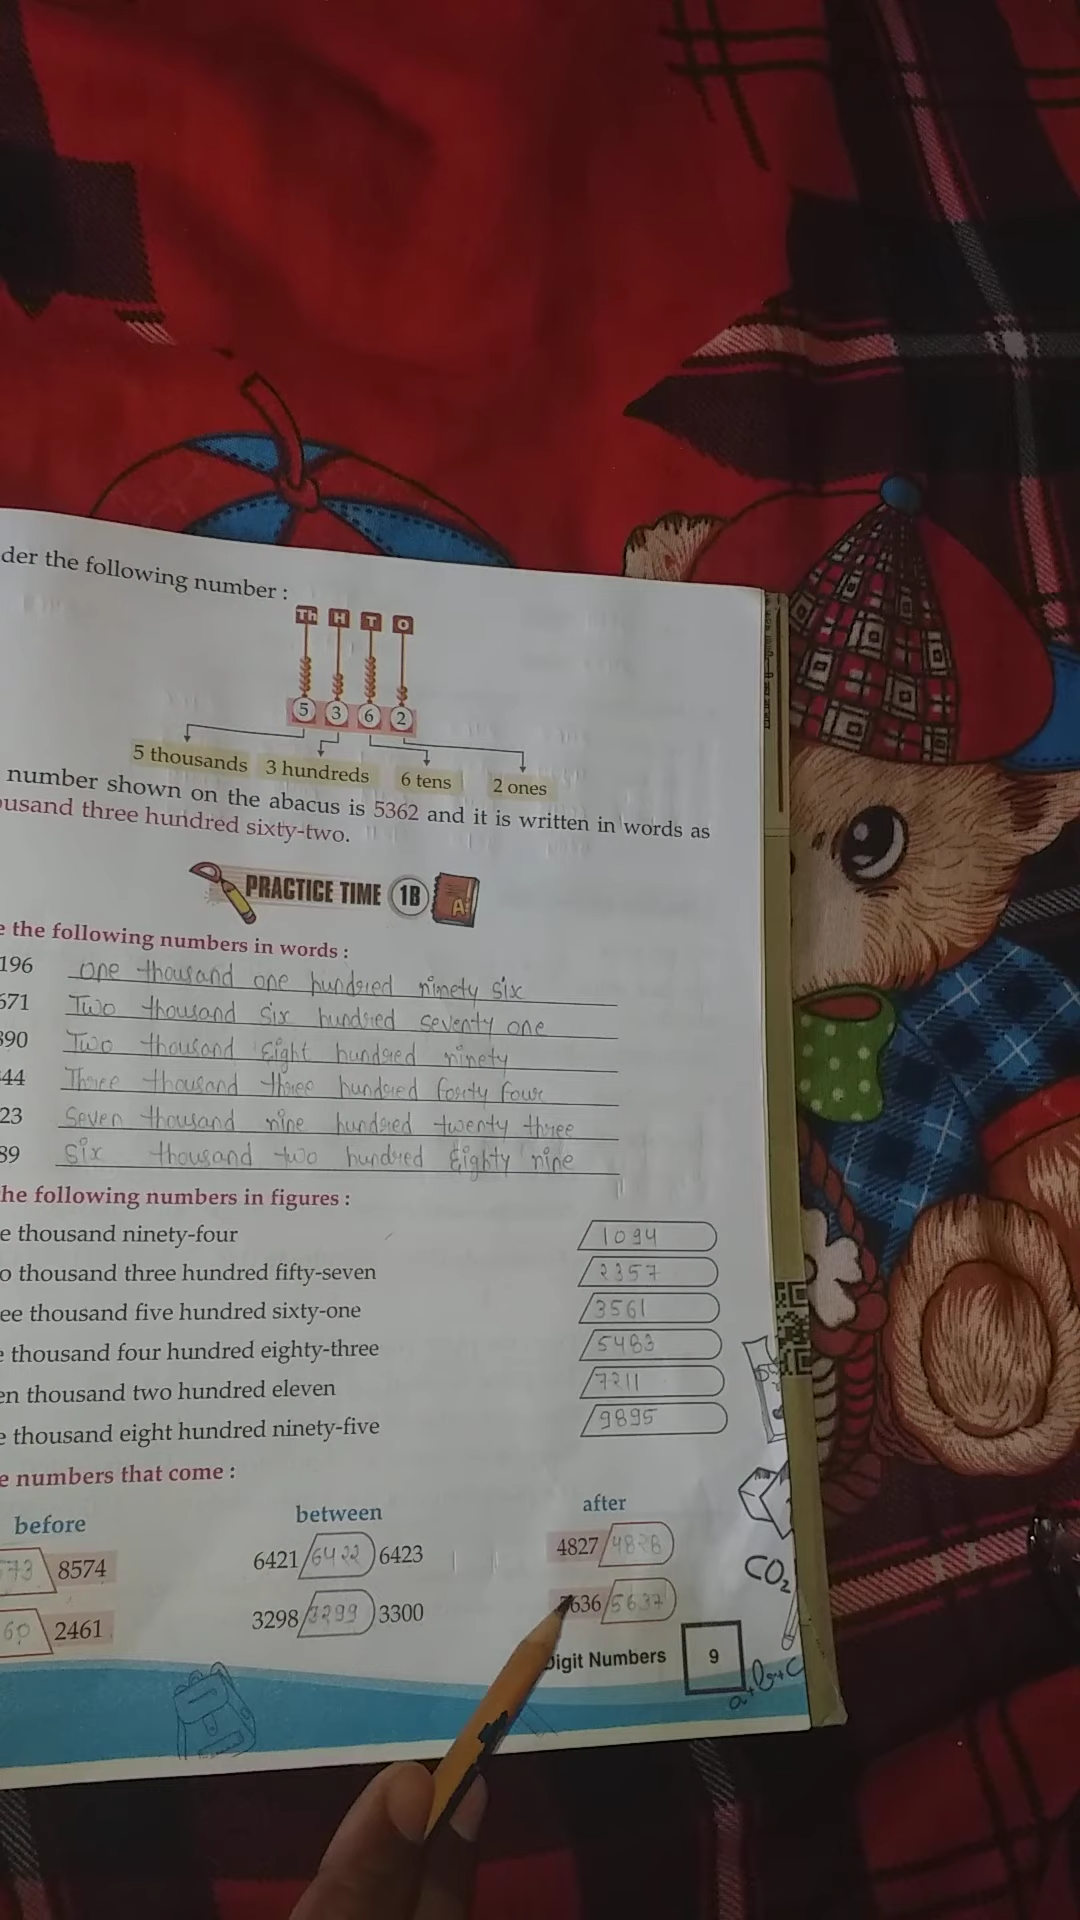 der the following number :
Th H T O
5 3 6 2
5 thousands 3 hundreds 6 tens 2 ones
number shown on the abacus is 5362 and it is written in words as
ousand three hundred sixty-two.
PRACTICE TIME 1B
e the following numbers in words :
196 one thousand one hundred ninety six
671 Two thousand six hundred seventy one
890 Two thousand Eight hundred ninety
44 Three thousand three hundred forty four
23 Seven thousand nine hundred twenty three
89 Six thousand two hundred Eighty nine
he following numbers in figures :
e thousand ninety-four 1094
o thousand three hundred fifty-seven 2357
ee thousand five hundred sixty-one 3561
e thousand four hundred eighty-three 5483
en thousand two hundred eleven 7211
e thousand eight hundred ninety-five 9895
e numbers that come :
before between after
73 8574 6421 6422 6423 4827 4828
60 2461 3298 3299 3300 636 5637
Digit Numbers 9
CO2
a+b+c